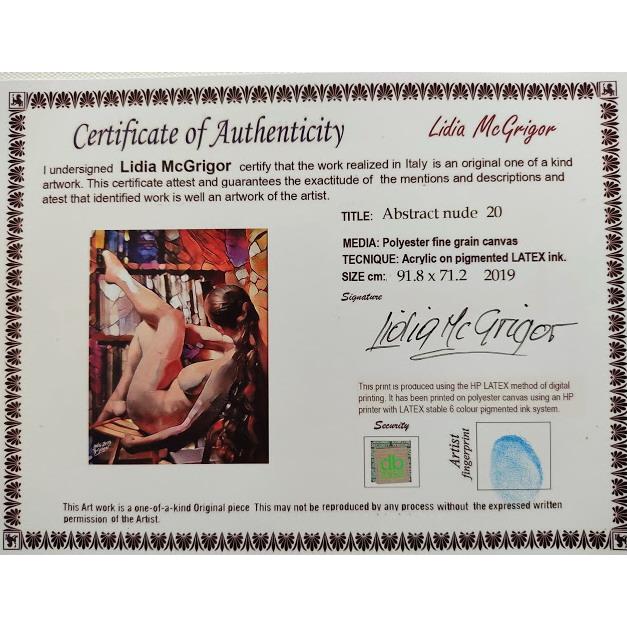 Certificate of Authenticity
Lidia McGrigor
I undersigned Lidia McGrigor certify that the work realized in Italy is an original one of a kind
artwork. This certificate attest and guarantees the exactitude of the mentions and descriptions and
atest that identified work is well an artwork of the artist.
TITLE: Abstract nude 20
MEDIA: Polyester fine grain canvas
TECNIQUE: Acrylic on pigmented LATEX ink.
SIZE cm: 91.8 x 71.2 2019
Signature
Lidia McGrigor
This print is produced using the HP LATEX method of digital
printing. It has been printed on polyester canvas using an HP
printer with LATEX stable 6 colour pigmented ink system.
Security
db
Artist
fingerprint
This Art work is a one-of-a-kind Original piece This may not be reproduced by any process without the expressed written
permission of the Artist.